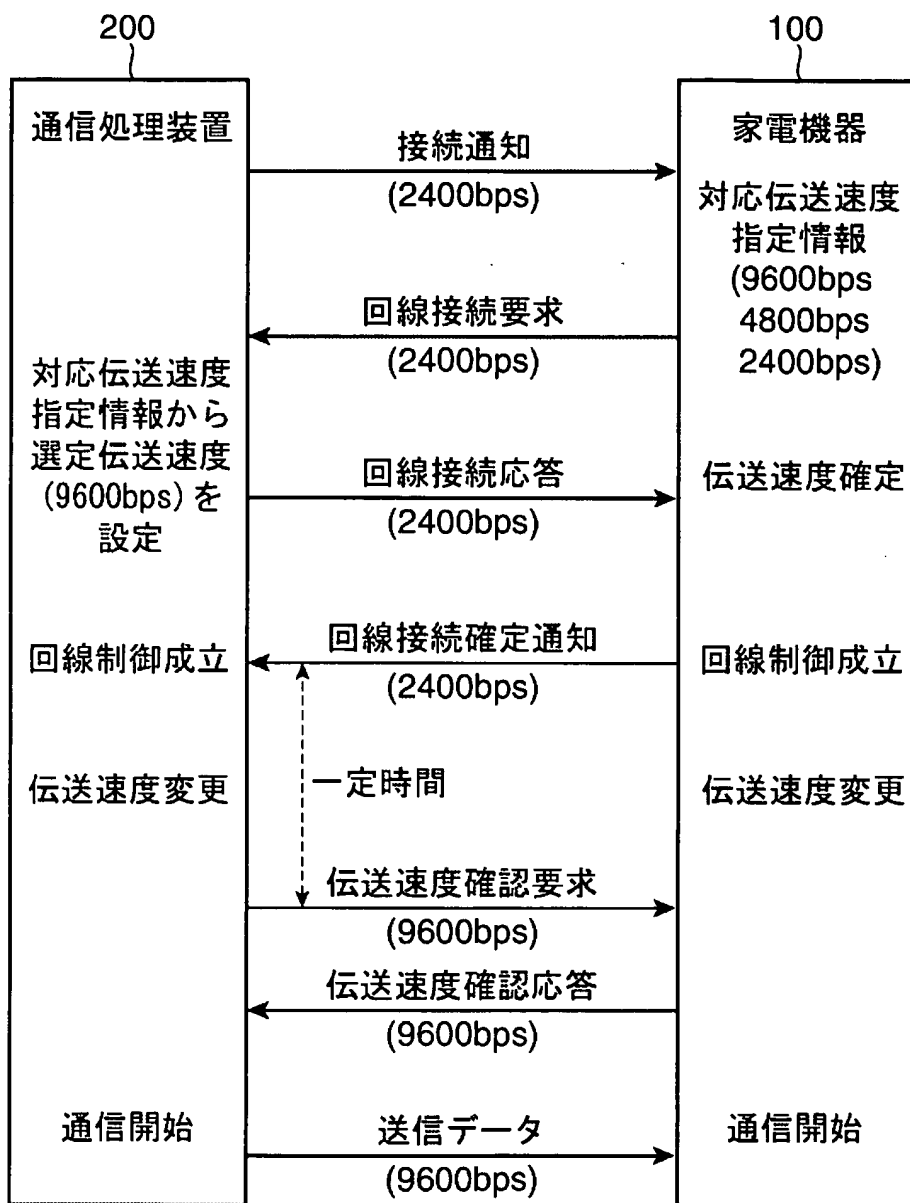 200
100
通信処理装置
家電機器
接続通知
(2400bps)
対応伝送速度
指定情報
(9600bps
4800bps
2400bps)
回線接続要求
(2400bps)
対応伝送速度
指定情報から
選定伝送速度
(9600bps)を
設定
回線接続応答
(2400bps)
伝送速度確定
回線制御成立
回線接続確定通知
(2400bps)
回線制御成立
伝送速度変更
一定時間
伝送速度変更
伝送速度確認要求
(9600bps)
伝送速度確認応答
(9600bps)
通信開始
送信データ
(9600bps)
通信開始